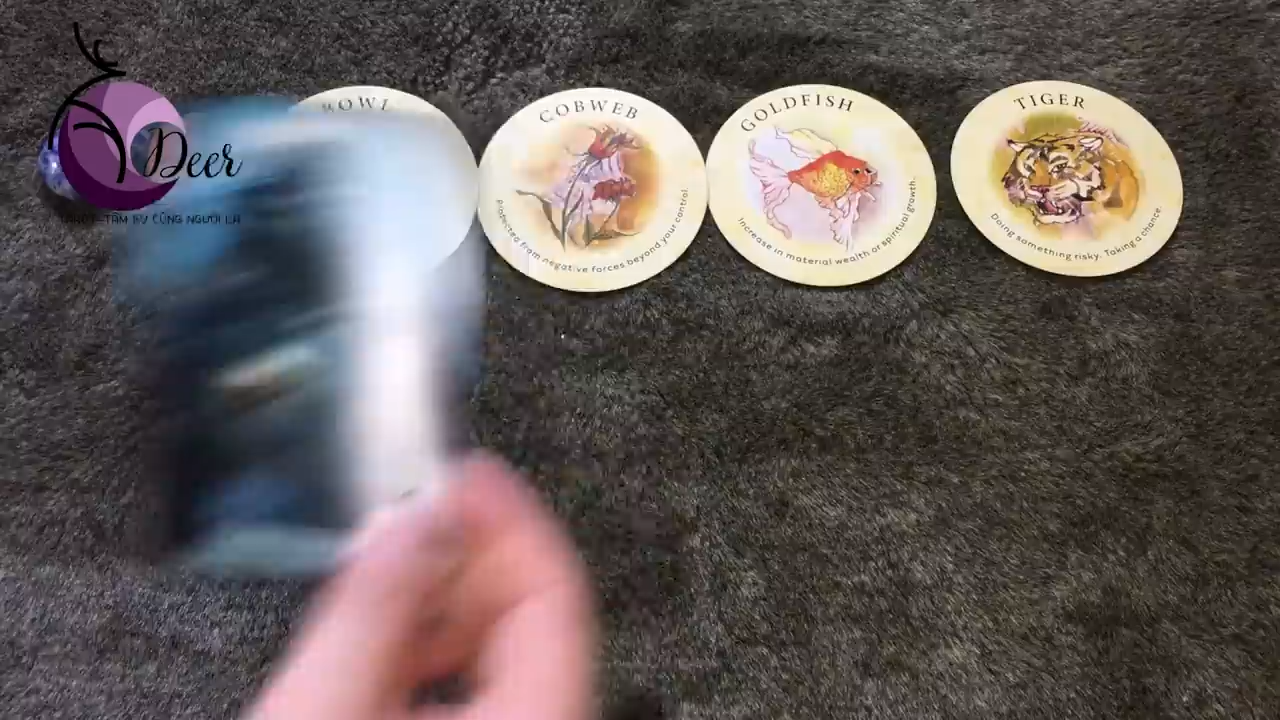 Deer
OWL
COBWEB
Protected from negative forces beyond your control.
GOLDFISH
Increase in material wealth or spiritual growth.
TIGER
Doing something risky. Taking a chance.